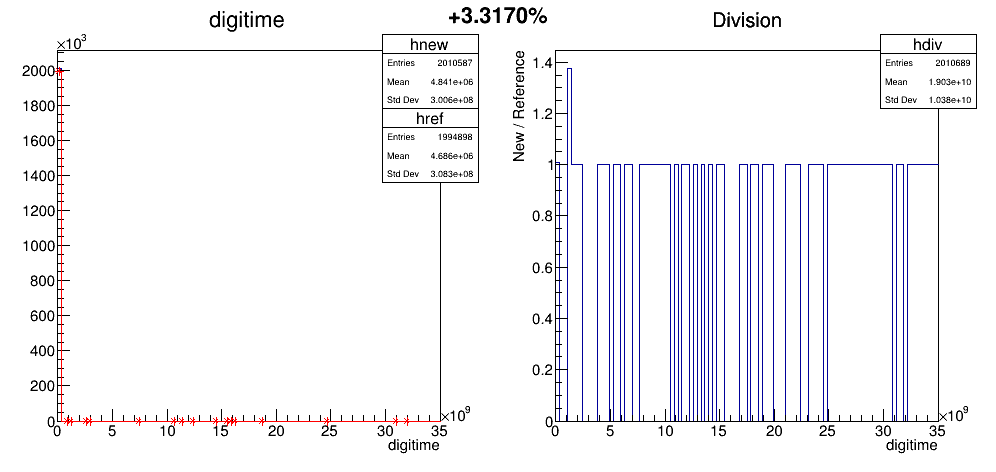 +3.3170%
digitime
×10³
hnew
Entries 2010587
Mean 4.841e+06
Std Dev 3.006e+08
href
Entries 1994898
Mean 4.686e+06
Std Dev 3.083e+08
2000
1800
1600
1400
1200
1000
800
600
400
200
0
0 5 10 15 20 25 30 35
×10⁹
digitime
Division
hdiv
Entries 2010689
Mean 1.903e+10
Std Dev 1.038e+10
New / Reference
1.4
1.2
1
0.8
0.6
0.4
0.2
0
0 5 10 15 20 25 30 35
×10⁹
digitime